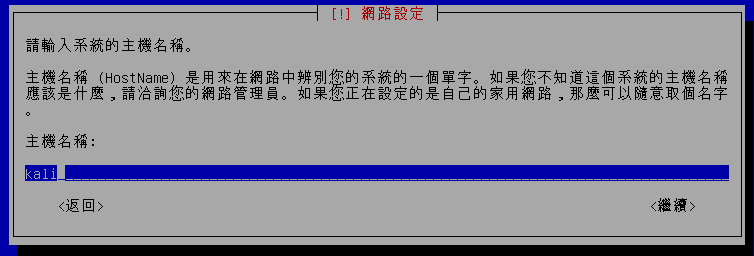 [!] 網路設定
請輸入系統的主機名稱。
主機名稱 (HostName) 是用來在網路中辨別您的系統的一個單字。如果您不知道這個系統的主機名稱
應該是什麼，請洽詢您的網路管理員。如果您正在設定的是自己的家用網路，那麼可以隨意取個名字
。
主機名稱:
kali
<返回> <繼續>